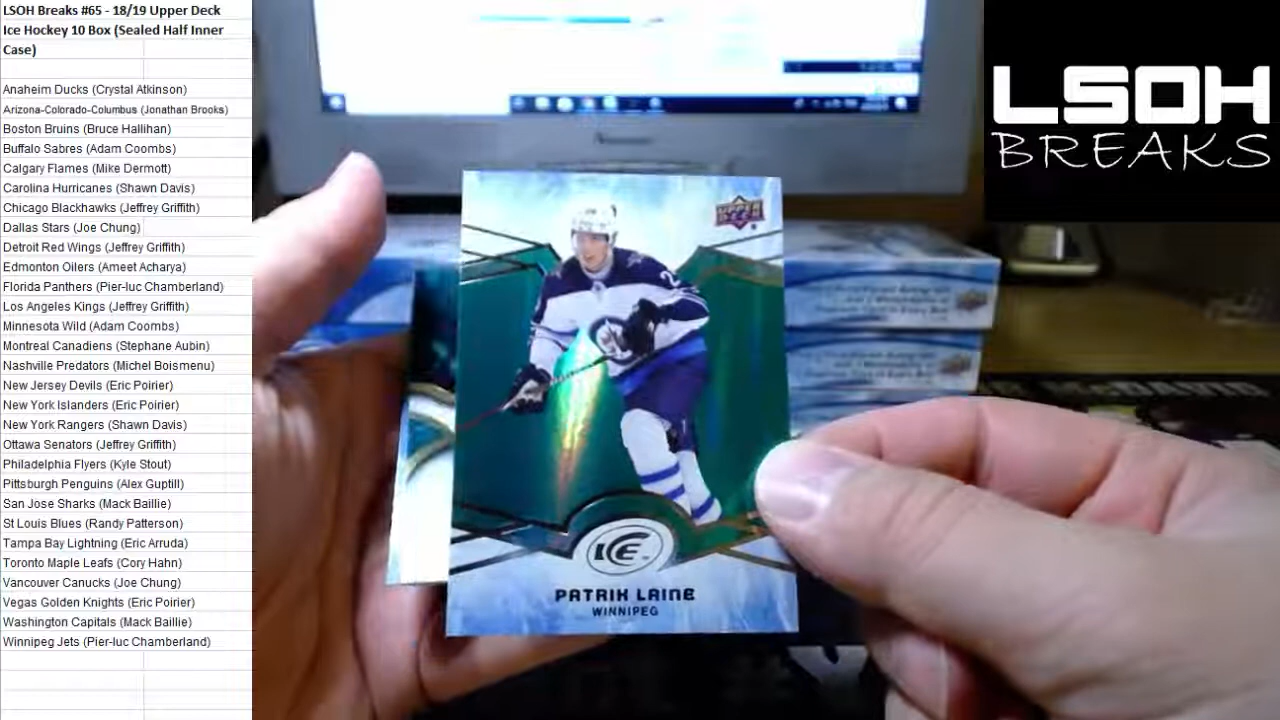 LSOH Breaks #65 - 18/19 Upper Deck
Ice Hockey 10 Box (Sealed Half Inner
Case)
Anaheim Ducks (Crystal Atkinson)
Arizona-Colorado-Columbus (Jonathan Brooks)
Boston Bruins (Bruce Hallihan)
Buffalo Sabres (Adam Coombs)
Calgary Flames (Mike Dermott)
Carolina Hurricanes (Shawn Davis)
Chicago Blackhawks (Jeffrey Griffith)
Dallas Stars (Joe Chung)
Detroit Red Wings (Jeffrey Griffith)
Edmonton Oilers (Ameet Acharya)
Florida Panthers (Pier-luc Chamberland)
Los Angeles Kings (Jeffrey Griffith)
Minnesota Wild (Adam Coombs)
Montreal Canadiens (Stephane Aubin)
Nashville Predators (Michel Boismenu)
New Jersey Devils (Eric Poirier)
New York Islanders (Eric Poirier)
New York Rangers (Shawn Davis)
Ottawa Senators (Jeffrey Griffith)
Philadelphia Flyers (Kyle Stout)
Pittsburgh Penguins (Alex Guptill)
San Jose Sharks (Mack Baillie)
St Louis Blues (Randy Patterson)
Tampa Bay Lightning (Eric Arruda)
Toronto Maple Leafs (Cory Hahn)
Vancouver Canucks (Joe Chung)
Vegas Golden Knights (Eric Poirier)
Washington Capitals (Mack Baillie)
Winnipeg Jets (Pier-luc Chamberland)
UPPER
DECK
ICE
PATRIK LAINE
WINNIPEG
LSOH
BREAKS